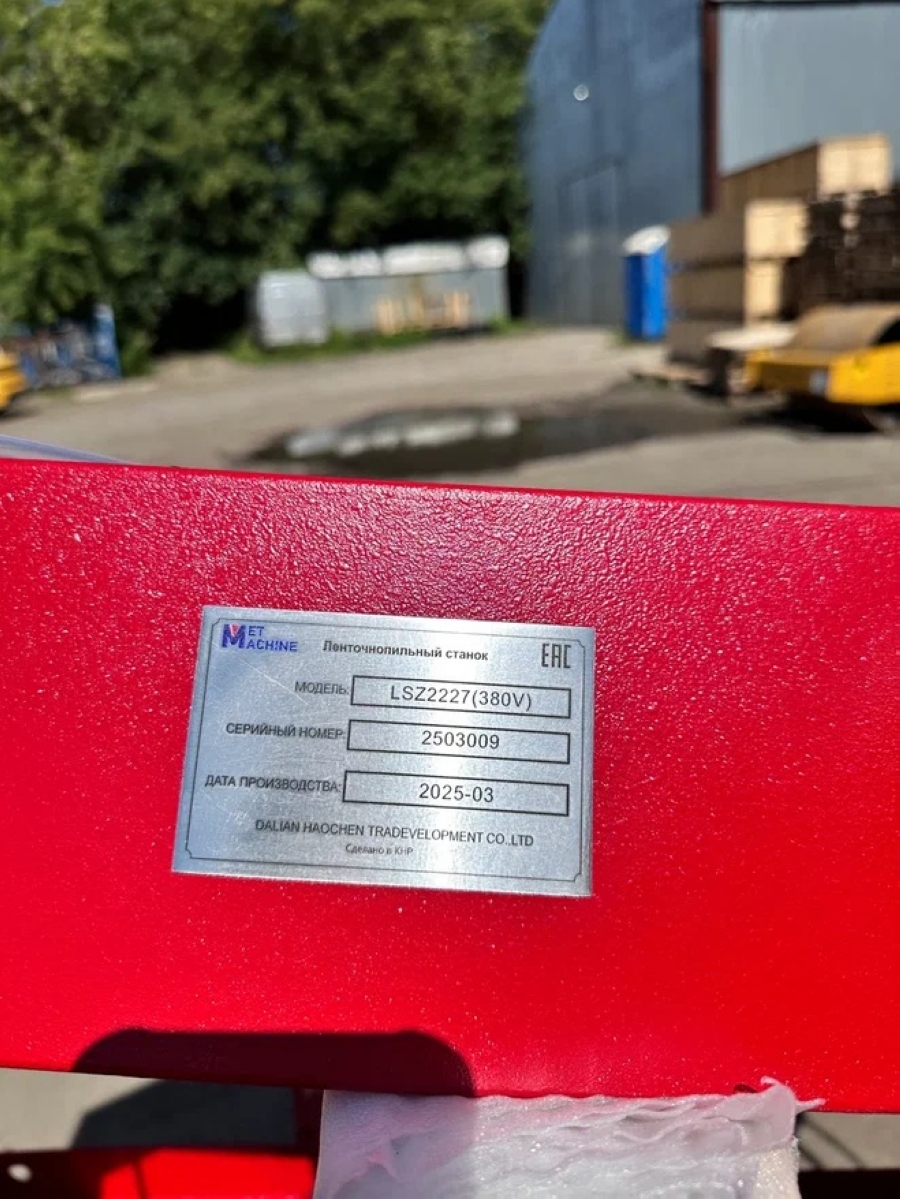 MET MACHINE
Ленточнопильный станок
EAC
МОДЕЛЬ: LSZ2227(380V)
СЕРИЙНЫЙ НОМЕР: 2503009
ДАТА ПРОИЗВОДСТВА: 2025-03
DALIAN HAOCHEN TRADEVELOPMENT CO.,LTD
Сделано в КНР